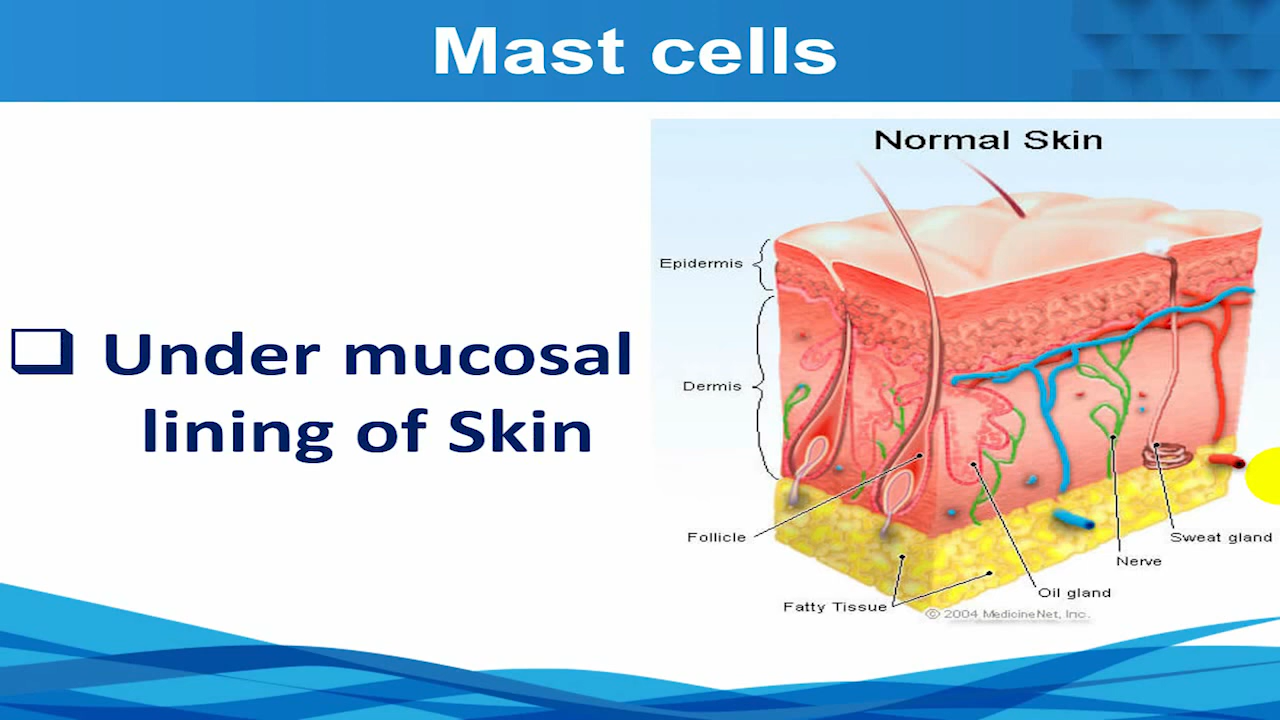 Mast cells
Under mucosal
lining of Skin
Normal Skin
Epidermis
Dermis
Follicle
Fatty Tissue
Sweat gland
Nerve
Oil gland
© 2004 MedicineNet, Inc.